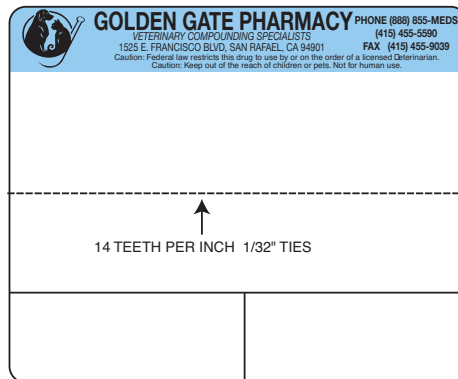 GOLDEN GATE PHARMACY
VETERINARY COMPOUNDING SPECIALISTS
1525 E. FRANCISCO BLVD, SAN RAFAEL, CA 94901
PHONE (888) 855-MEDS
(415) 455-5590
FAX (415) 455-9039
Caution: Federal law restricts this drug to use by or on the order of a licensed Deterinarian.
Caution: Keep out of the reach of children or pets. Not for human use.
14 TEETH PER INCH 1/32" TIES